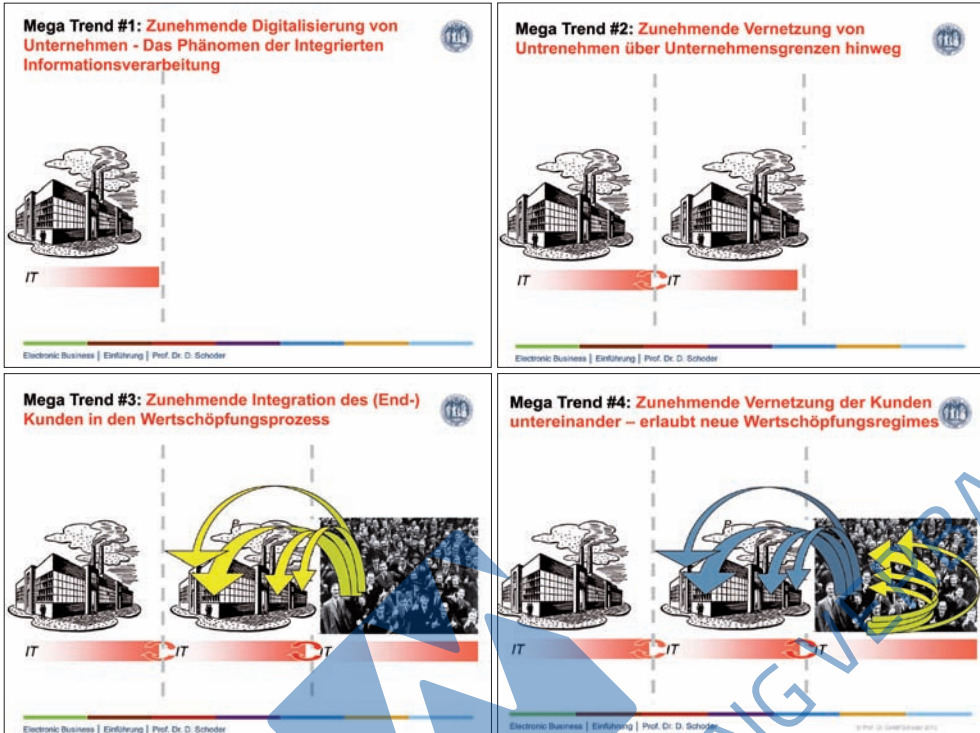 Mega Trend #1: Zunehmende Digitalisierung von
Unternehmen - Das Phänomen der Integrierten
Informationsverarbeitung
IT
Electronic Business | Einführung | Prof. Dr. D. Schoder
Mega Trend #2: Zunehmende Vernetzung von
Untrenehmen über Unternehmensgrenzen hinweg
IT
IT
Electronic Business | Einführung | Prof. Dr. D. Schoder
Mega Trend #3: Zunehmende Integration des (End-)
Kunden in den Wertschöpfungsprozess
IT
IT
IT
Electronic Business | Einführung | Prof. Dr. D. Schoder
Mega Trend #4: Zunehmende Vernetzung der Kunden
untereinander – erlaubt neue Wertschöpfungsregimes
IT
IT
IT
Electronic Business | Einführung | Prof. Dr. D. Schoder